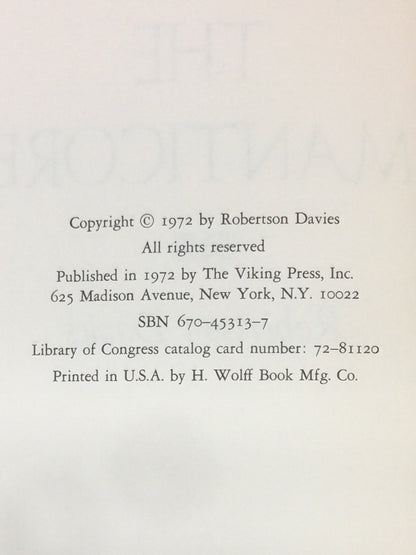 THE
MANTICORE
Copyright © 1972 by Robertson Davies
All rights reserved
Published in 1972 by The Viking Press, Inc.
625 Madison Avenue, New York, N.Y. 10022
SBN 670–45313–7
Library of Congress catalog card number: 72–81120
Printed in U.S.A. by H. Wolff Book Mfg. Co.